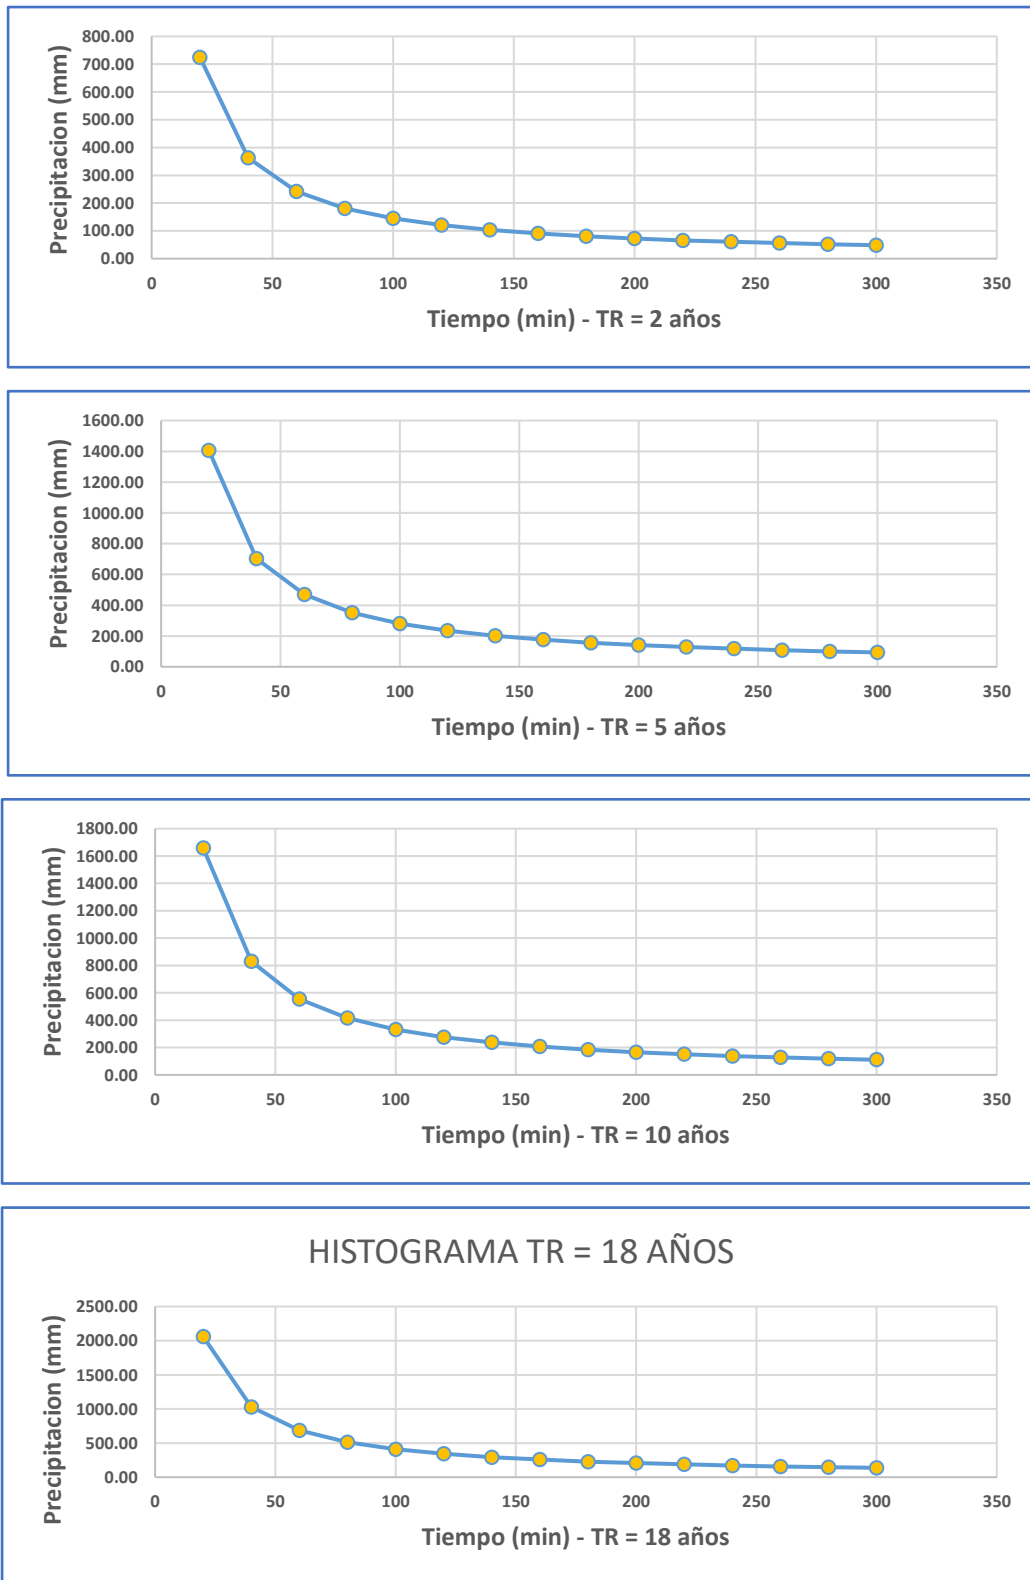 800.00
700.00
600.00
500.00
400.00
300.00
200.00
100.00
0.00
Precipitacion (mm)
0 50 100 150 200 250 300 350
Tiempo (min) - TR = 2 años
1600.00
1400.00
1200.00
1000.00
800.00
600.00
400.00
200.00
0.00
Precipitacion (mm)
0 50 100 150 200 250 300 350
Tiempo (min) - TR = 5 años
1800.00
1600.00
1400.00
1200.00
1000.00
800.00
600.00
400.00
200.00
0.00
Precipitacion (mm)
0 50 100 150 200 250 300 350
Tiempo (min) - TR = 10 años
HISTOGRAMA TR = 18 AÑOS
2500.00
2000.00
1500.00
1000.00
500.00
0.00
Precipitacion (mm)
0 50 100 150 200 250 300 350
Tiempo (min) - TR = 18 años